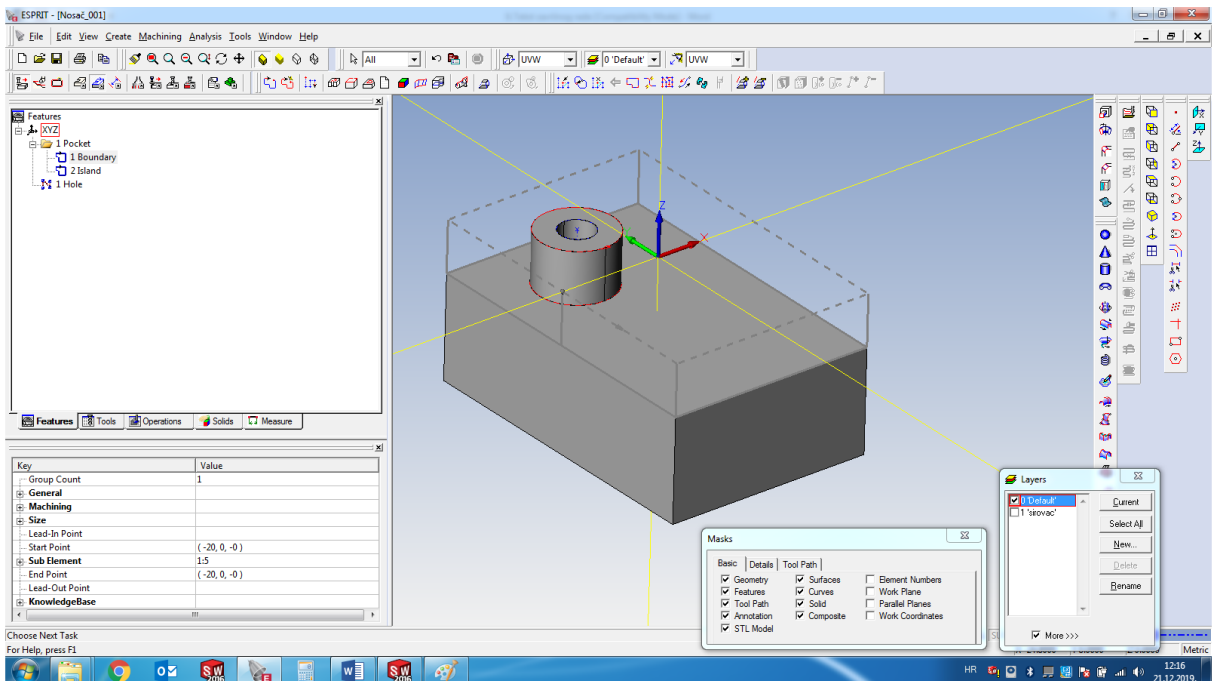 ESPRIT - [Nosač_001]
File Edit View Create Machining Analysis Tools Window Help
All
UVW
0 'Default'
UVW
Features
XYZ
1 Pocket
1 Boundary
2 Island
1 Hole
Z
X
Features Tools Operations Solids Measure
Key Value
Group Count 1
General
Machining
Size
Lead-In Point
Start Point ( -20, 0, -0 )
Sub Element 1:5
End Point ( -20, 0, -0 )
Lead-Out Point
KnowledgeBase
Masks
Basic Details Tool Path
Geometry Surfaces Element Numbers
Features Curves Work Plane
Tool Path Solid Parallel Planes
Annotation Composite Work Coordinates
STL Model
Layers
0 'Default'
1 'sirovac'
Current
Select All
New...
Delete
Rename
More >>>
Choose Next Task
For Help, press F1
Metric
HR
12:16
21.12.2019.